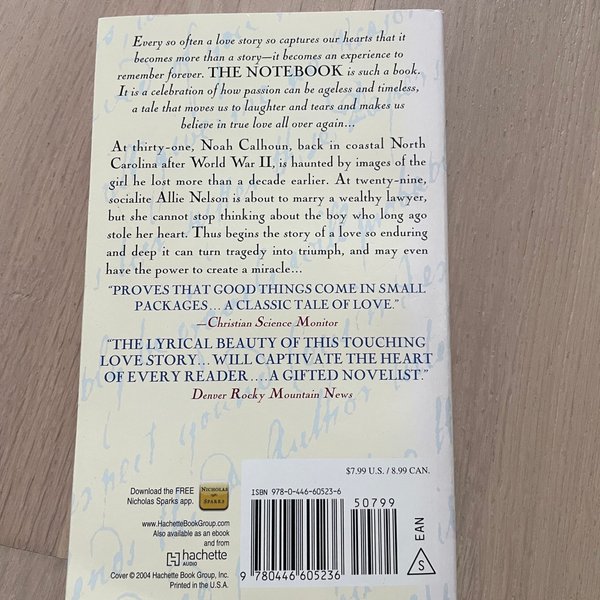 Every so often a love story so captures our hearts that it
becomes more than a story—it becomes an experience to
remember forever. THE NOTEBOOK is such a book.
It is a celebration of how passion can be ageless and timeless,
a tale that moves us to laughter and tears and makes us
believe in true love all over again...
At thirty-one, Noah Calhoun, back in coastal North
Carolina after World War II, is haunted by images of the
girl he lost more than a decade earlier. At twenty-nine,
socialite Allie Nelson is about to marry a wealthy lawyer,
but she cannot stop thinking about the boy who long ago
stole her heart. Thus begins the story of a love so enduring
and deep it can turn tragedy into triumph, and may even
have the power to create a miracle...
“PROVES THAT GOOD THINGS COME IN SMALL
PACKAGES... A CLASSIC TALE OF LOVE.”
—Christian Science Monitor
“THE LYRICAL BEAUTY OF THIS TOUCHING
LOVE STORY... WILL CAPTIVATE THE HEART
OF EVERY READER....A GIFTED NOVELIST.”
Denver Rocky Mountain News
$7.99 U.S. / 8.99 CAN.
Download the FREE
Nicholas Sparks app.
NICHOLAS
SPARKS
www.HachetteBookGroup.com
Also available as an ebook
and from
hachette
AUDIO
Cover © 2004 Hachette Book Group, Inc.
Printed in the U.S.A.
ISBN 978-0-446-60523-6
50799
9 780446 605236
EAN
S